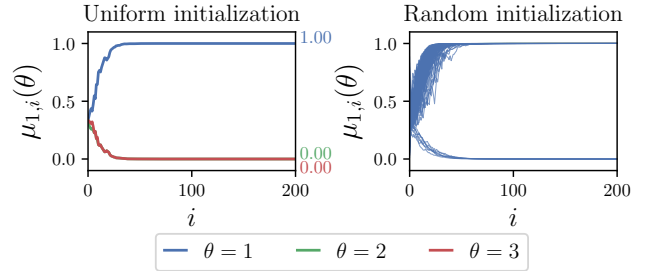 Uniform initialization
Random initialization
μ₁,ᵢ(θ)
1.0
0.5
0.0
1.00
0.00
0.00
0
100
200
i
μ₁,ᵢ(θ)
1.0
0.5
0.0
0
100
200
i
θ = 1
θ = 2
θ = 3